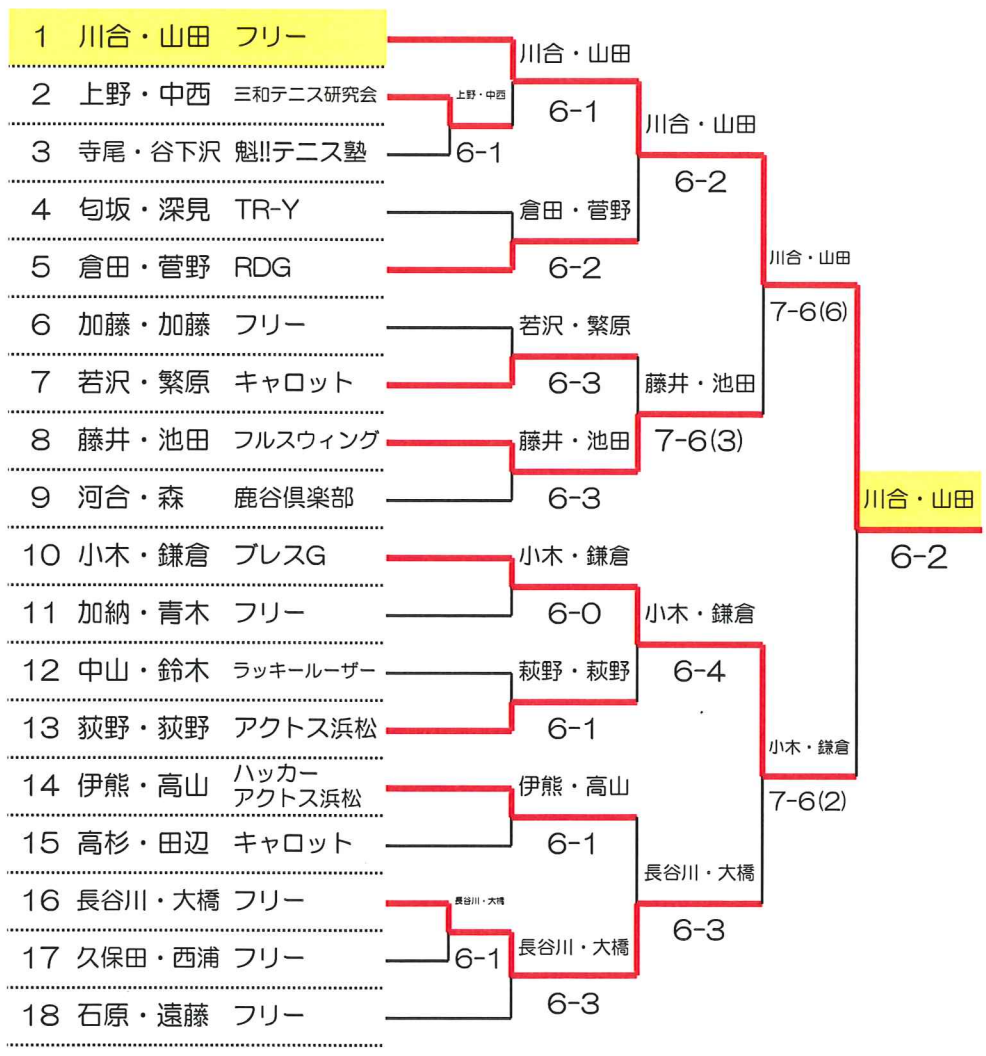 1 川合・山田 フリー
2 上野・中西 三和テニス研究会
3 寺尾・谷下沢 魁!!テニス塾
4 匂坂・深見 TR-Y
5 倉田・菅野 RDG
6 加藤・加藤 フリー
7 若沢・繁原 キャロット
8 藤井・池田 フルスウィング
9 河合・森 鹿谷倶楽部
10 小木・鎌倉 ブレスG
11 加納・青木 フリー
12 中山・鈴木 ラッキールーザー
13 荻野・荻野 アクトス浜松
14 伊熊・高山 ハッカー
アクトス浜松
15 高杉・田辺 キャロット
16 長谷川・大橋 フリー
17 久保田・西浦 フリー
18 石原・遠藤 フリー
上野・中西
6-1
長谷川・大橋
6-1
川合・山田
6-1
倉田・菅野
6-2
若沢・繁原
6-3
藤井・池田
6-3
小木・鎌倉
6-0
萩野・萩野
6-1
伊熊・高山
6-1
長谷川・大橋
6-3
川合・山田
6-2
藤井・池田
7-6(3)
小木・鎌倉
6-4
長谷川・大橋
6-3
川合・山田
7-6(6)
小木・鎌倉
7-6(2)
川合・山田
6-2